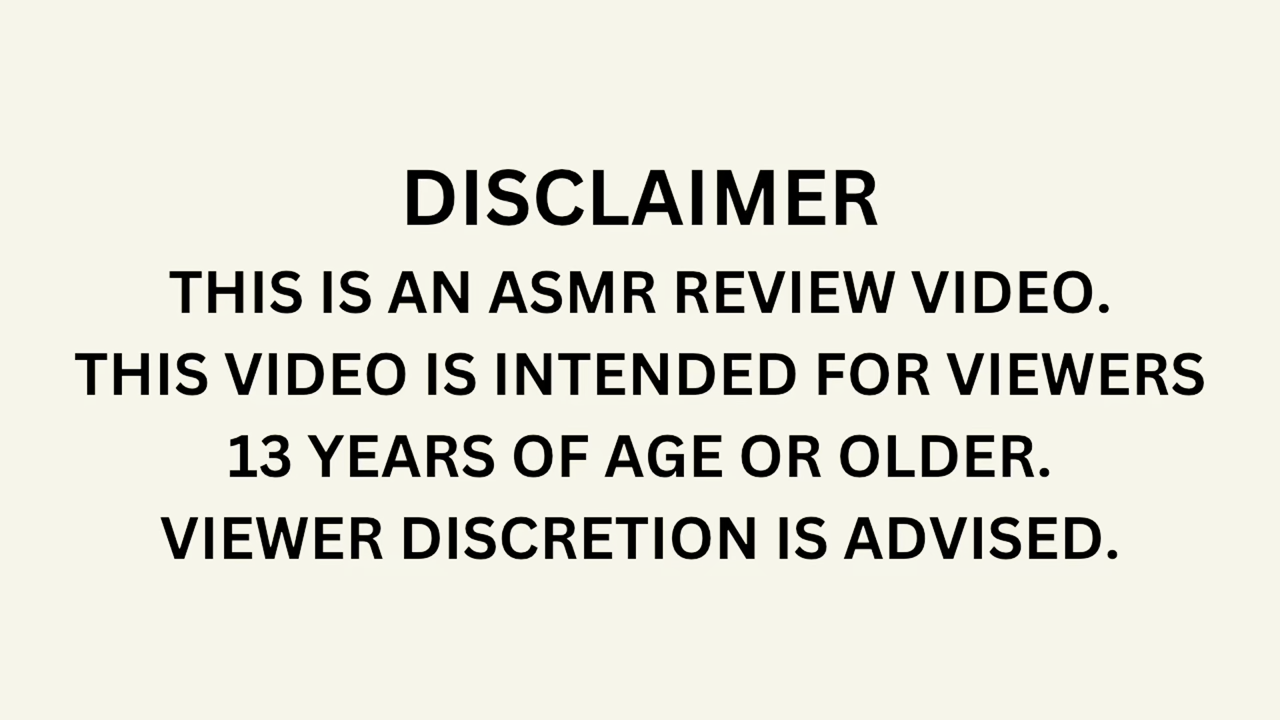 DISCLAIMER
THIS IS AN ASMR REVIEW VIDEO.
THIS VIDEO IS INTENDED FOR VIEWERS
13 YEARS OF AGE OR OLDER.
VIEWER DISCRETION IS ADVISED.